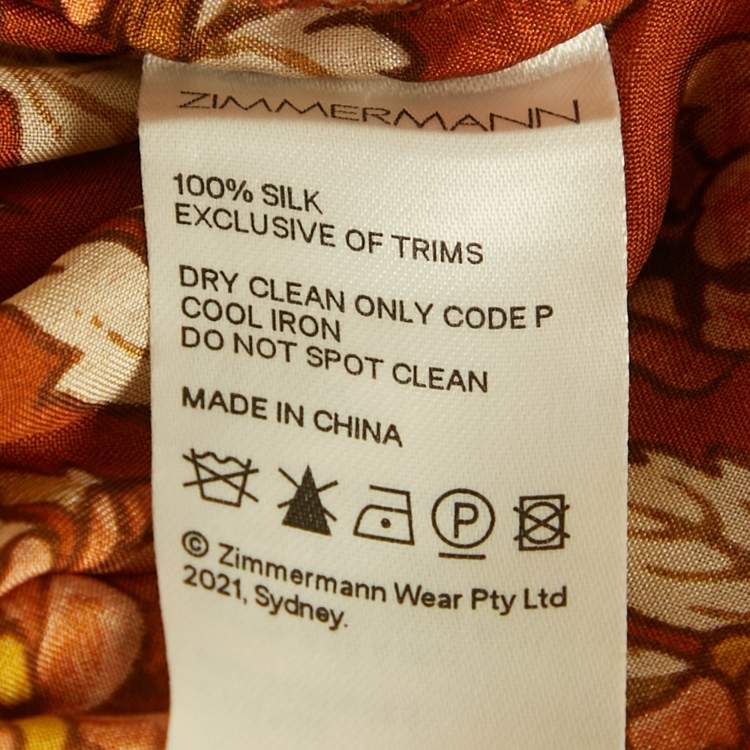 ZIMMERMANN
100% SILK
EXCLUSIVE OF TRIMS
DRY CLEAN ONLY CODE P
COOL IRON
DO NOT SPOT CLEAN
MADE IN CHINA
P
© Zimmermann Wear Pty Ltd
2021, Sydney.